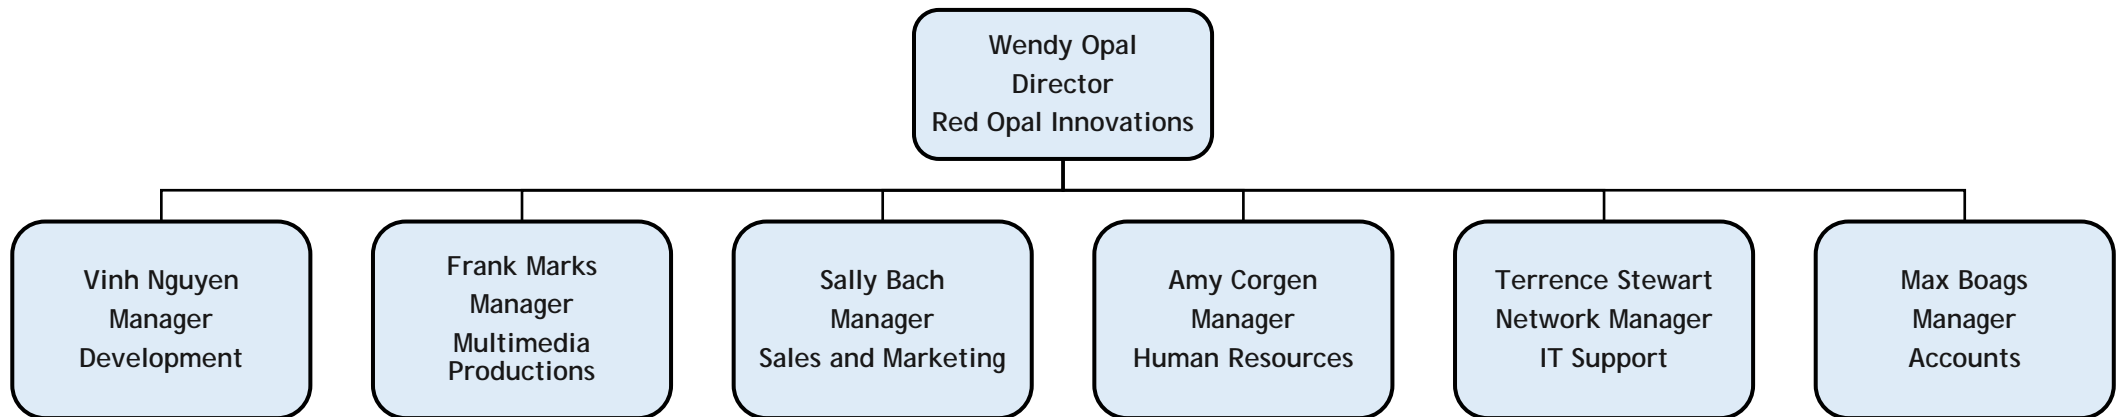 Wendy Opal
Director
Red Opal Innovations
Vinh Nguyen
Manager
Development
Frank Marks
Manager
Multimedia
Productions
Sally Bach
Manager
Sales and Marketing
Amy Corgen
Manager
Human Resources
Terrence Stewart
Network Manager
IT Support
Max Boags
Manager
Accounts